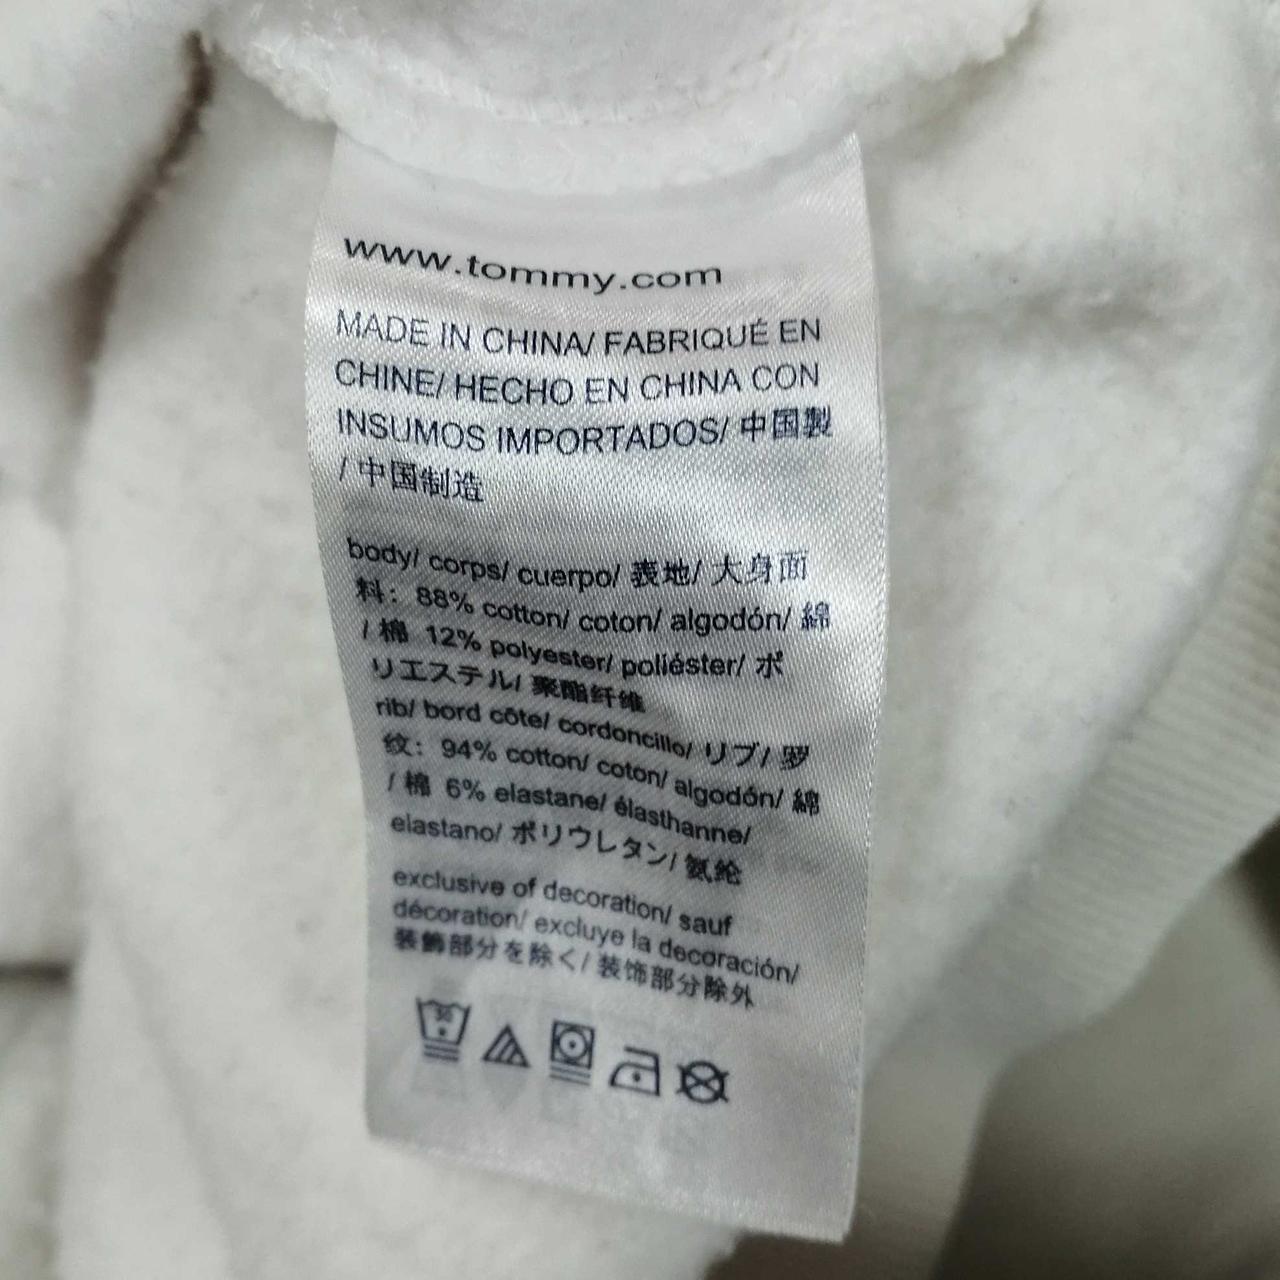 www.tommy.com
MADE IN CHINA/ FABRIQUÉ EN
CHINE/ HECHO EN CHINA CON
INSUMOS IMPORTADOS/ 中国製
/ 中国制造
body/ corps/ cuerpo/ 表地/ 大身面
料: 88% cotton/ coton/ algodón/ 綿
/ 棉 12% polyester/ poliéster/ ポ
リエステル/ 聚酯纤维
rib/ bord côte/ cordoncillo/ リブ/ 罗
纹: 94% cotton/ coton/ algodón/ 綿
/ 棉 6% elastane/ élasthanne/
elastano/ ポリウレタン/ 氨纶
exclusive of decoration/ sauf
décoration/ excluye la decoración/
装飾部分を除く/ 装饰部分除外
30